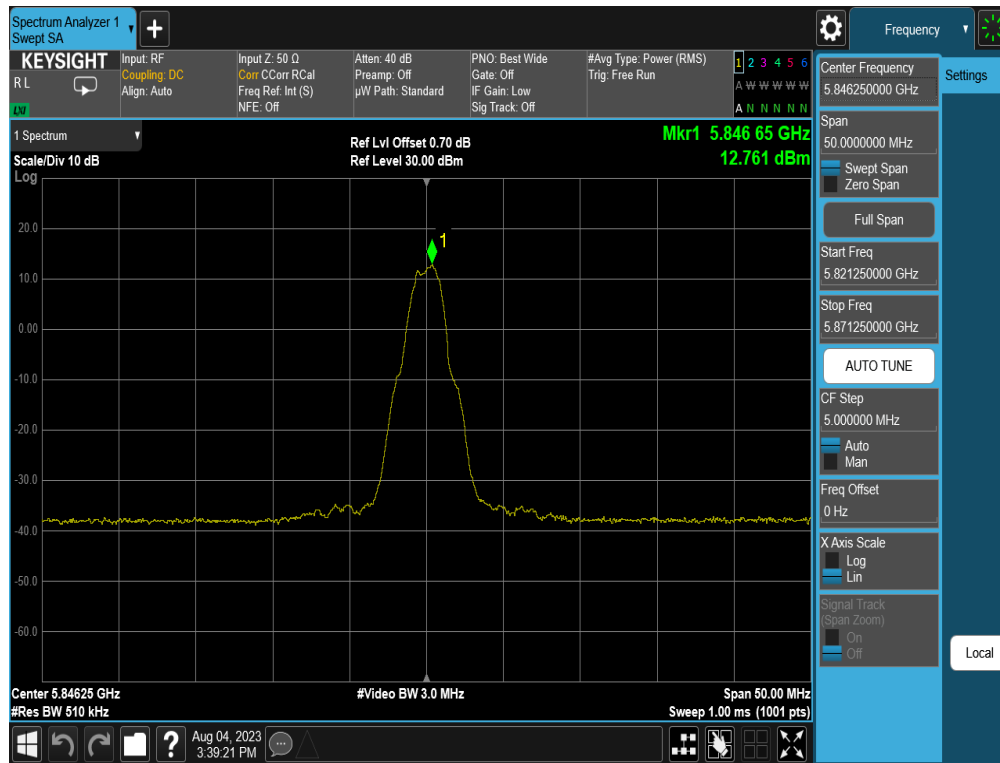 Spectrum Analyzer 1
Swept SA
Frequency
KEYSIGHT
R L
LXI
Input: RF
Coupling: DC
Align: Auto
Input Z: 50 Ω
Corr CCorr RCal
Freq Ref: Int (S)
NFE: Off
Atten: 40 dB
Preamp: Off
µW Path: Standard
PNO: Best Wide
Gate: Off
IF Gain: Low
Sig Track: Off
#Avg Type: Power (RMS)
Trig: Free Run
1 2 3 4 5 6
A W W W W W
A N N N N N
1 Spectrum
Scale/Div 10 dB
Log
Ref Lvl Offset 0.70 dB
Ref Level 30.00 dBm
Mkr1 5.846 65 GHz
12.761 dBm
1
20.0
10.0
0.00
-10.0
-20.0
-30.0
-40.0
-50.0
-60.0
Center 5.84625 GHz
#Res BW 510 kHz
#Video BW 3.0 MHz
Span 50.00 MHz
Sweep 1.00 ms (1001 pts)
Aug 04, 2023
3:39:21 PM
Center Frequency
5.846250000 GHz
Settings
Span
50.0000000 MHz
Swept Span
Zero Span
Full Span
Start Freq
5.821250000 GHz
Stop Freq
5.871250000 GHz
AUTO TUNE
CF Step
5.000000 MHz
Auto
Man
Freq Offset
0 Hz
X Axis Scale
Log
Lin
Signal Track
(Span Zoom)
On
Off
Local